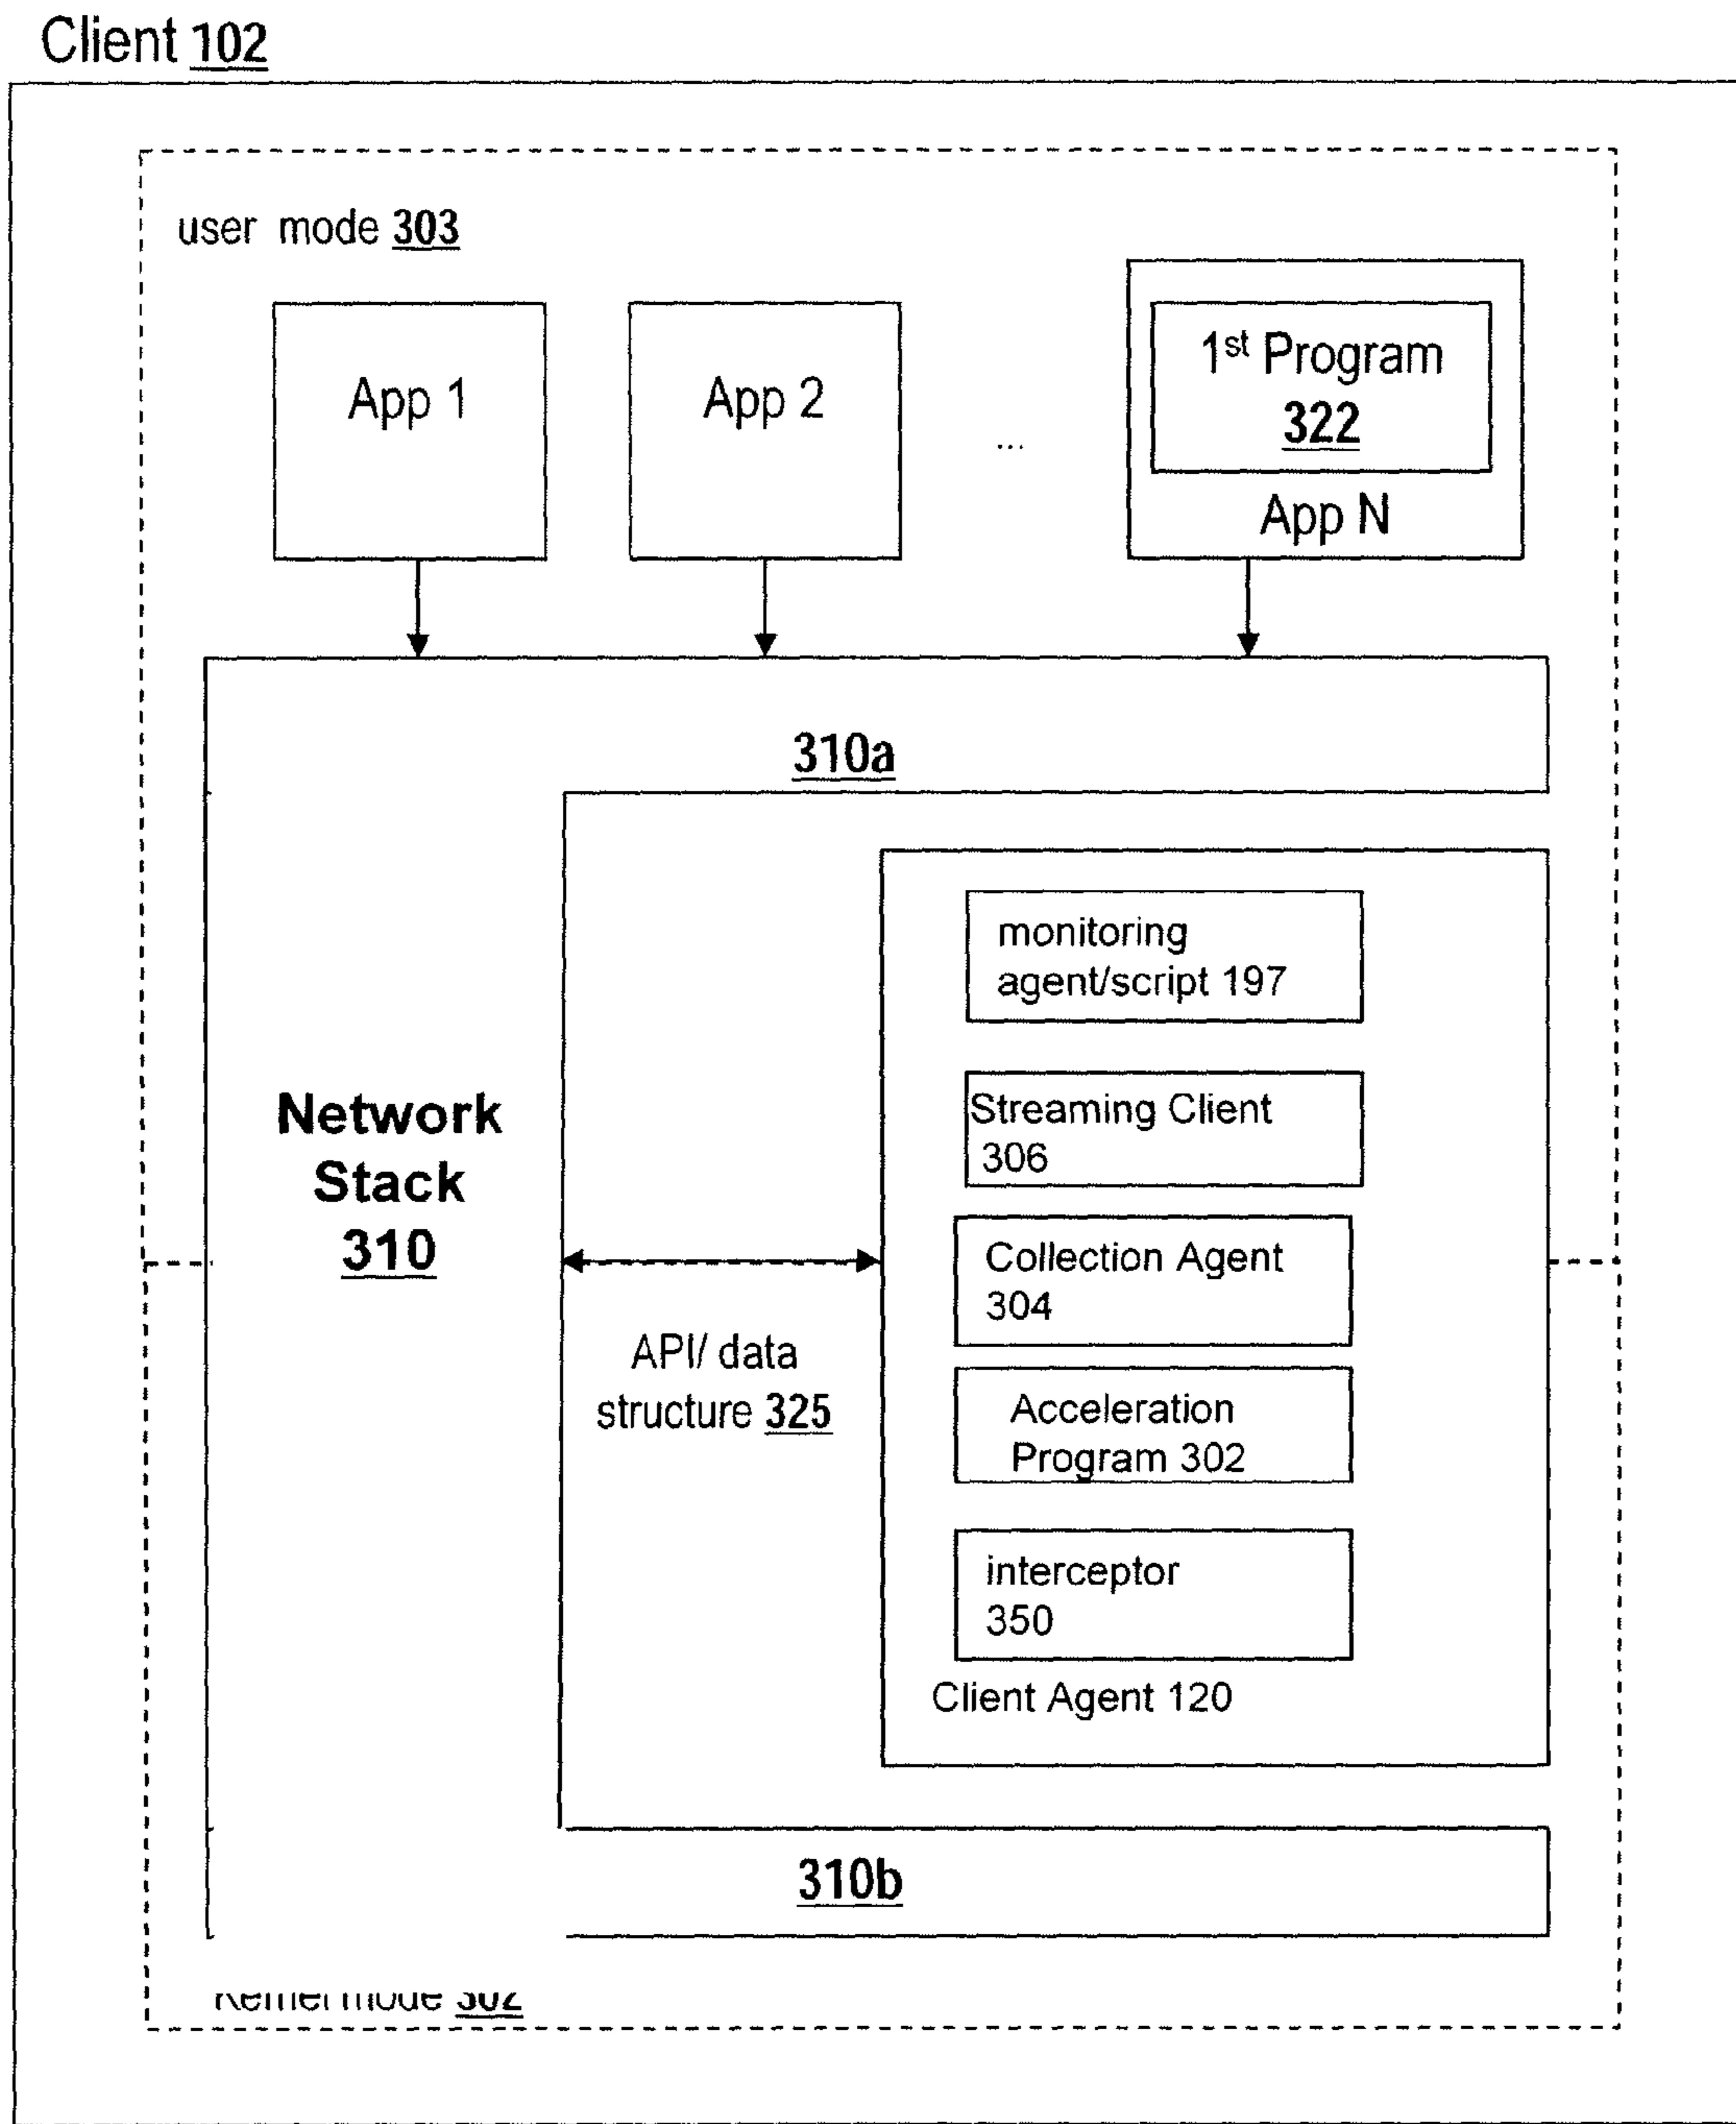 Client 102
user mode 303
App 1
App 2
...
1st Program
322
App N
310a
Network
Stack
310
API/ data
structure 325
monitoring
agent/script 197
Streaming Client
306
Collection Agent
304
Acceleration
Program 302
interceptor
350
Client Agent 120
310b